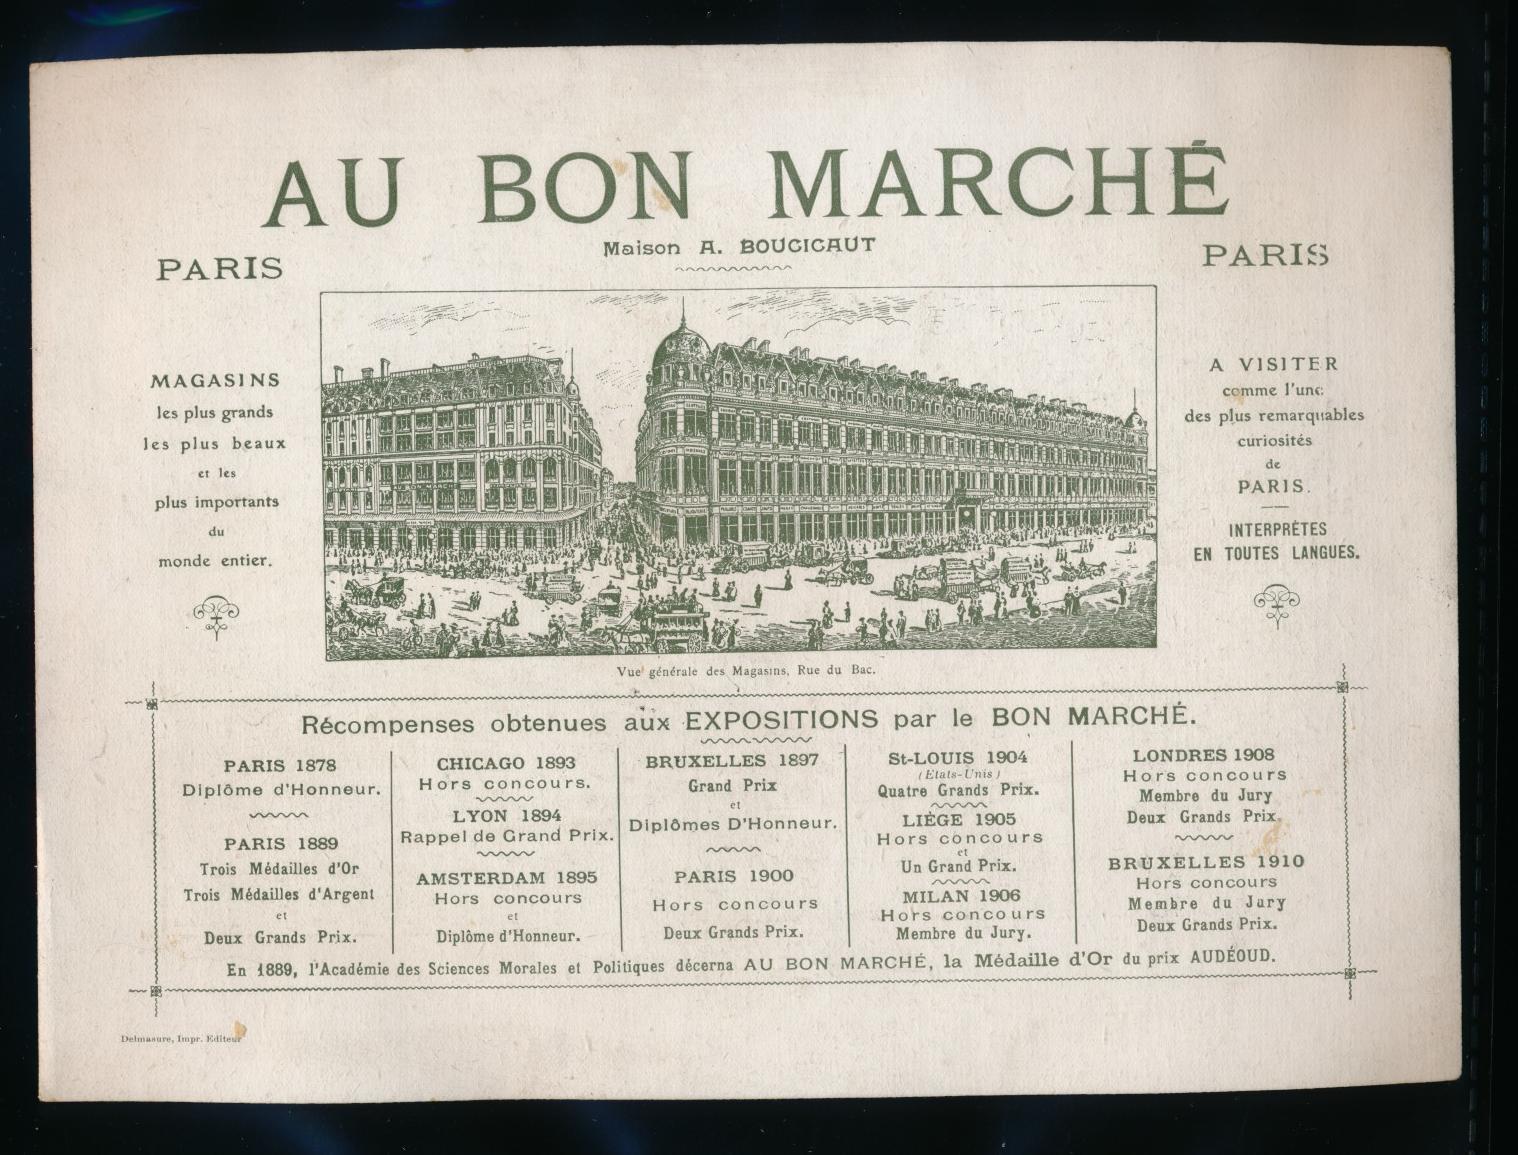 AU BON MARCHÉ
Maison A. BOUCICAUT
PARIS
PARIS
MAGASINS
les plus grands
les plus beaux
et les
plus importants
du
monde entier.
A VISITER
comme l'une
des plus remarquables
curiosités
de
PARIS.
INTERPRÈTES
EN TOUTES LANGUES.
Vue générale des Magasins, Rue du Bac.
Récompenses obtenues aux EXPOSITIONS par le BON MARCHÉ.
PARIS 1878
Diplôme d'Honneur.
PARIS 1889
Trois Médailles d'Or
Trois Médailles d'Argent
et
Deux Grands Prix.
CHICAGO 1893
Hors concours.
LYON 1894
Rappel de Grand Prix.
AMSTERDAM 1895
Hors concours
et
Diplôme d'Honneur.
BRUXELLES 1897
Grand Prix
et
Diplômes D'Honneur.
PARIS 1900
Hors concours
Deux Grands Prix.
St-LOUIS 1904
(Etats-Unis)
Quatre Grands Prix.
LIÈGE 1905
Hors concours
et
Un Grand Prix.
MILAN 1906
Hors concours
Membre du Jury.
LONDRES 1908
Hors concours
Membre du Jury
Deux Grands Prix.
BRUXELLES 1910
Hors concours
Membre du Jury
Deux Grands Prix.
En 1889, l'Académie des Sciences Morales et Politiques décerna AU BON MARCHÉ, la Médaille d'Or du prix AUDÉOUD.
Delmasure, Impr. Editeur